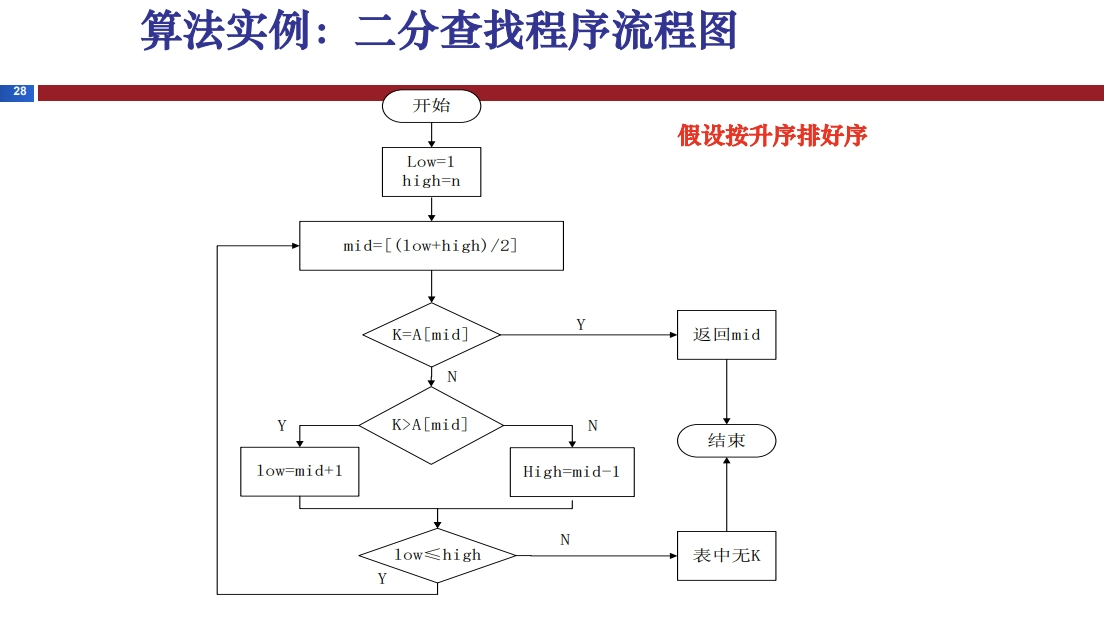 算法实例：二分查找程序流程图
28
开始
假设按升序排好序
Low=1
high=n
mid=[(low+high)/2]
K=A[mid]
Y
返回mid
N
K>A[mid]
Y
N
结束
low=mid+1
High=mid-1
low≤high
N
表中无K
Y